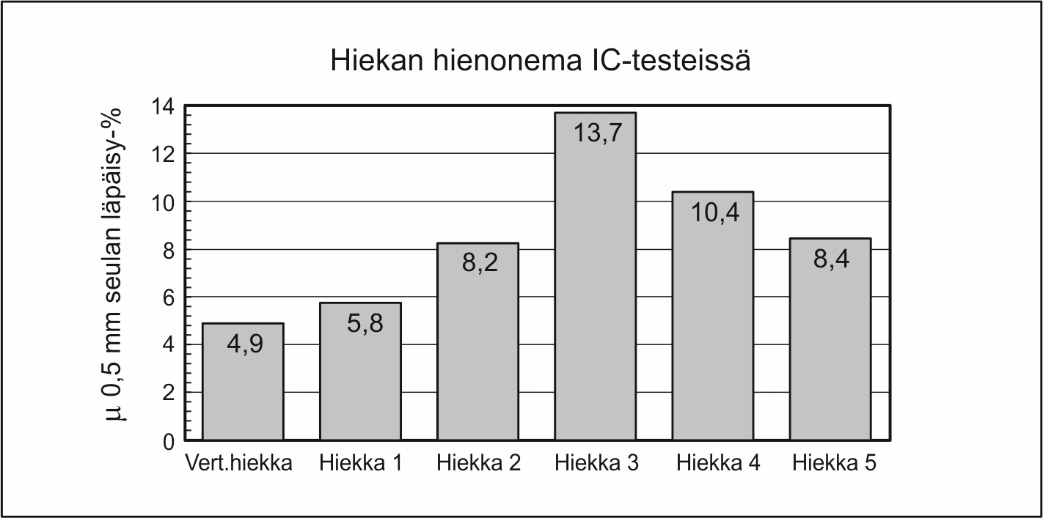 Hiekan hienonema IC-testeissä
µ 0,5 mm seulan läpäisy-%
14
12
10
8
6
4
2
0
4,9
5,8
8,2
13,7
10,4
8,4
Vert.hiekka
Hiekka 1
Hiekka 2
Hiekka 3
Hiekka 4
Hiekka 5